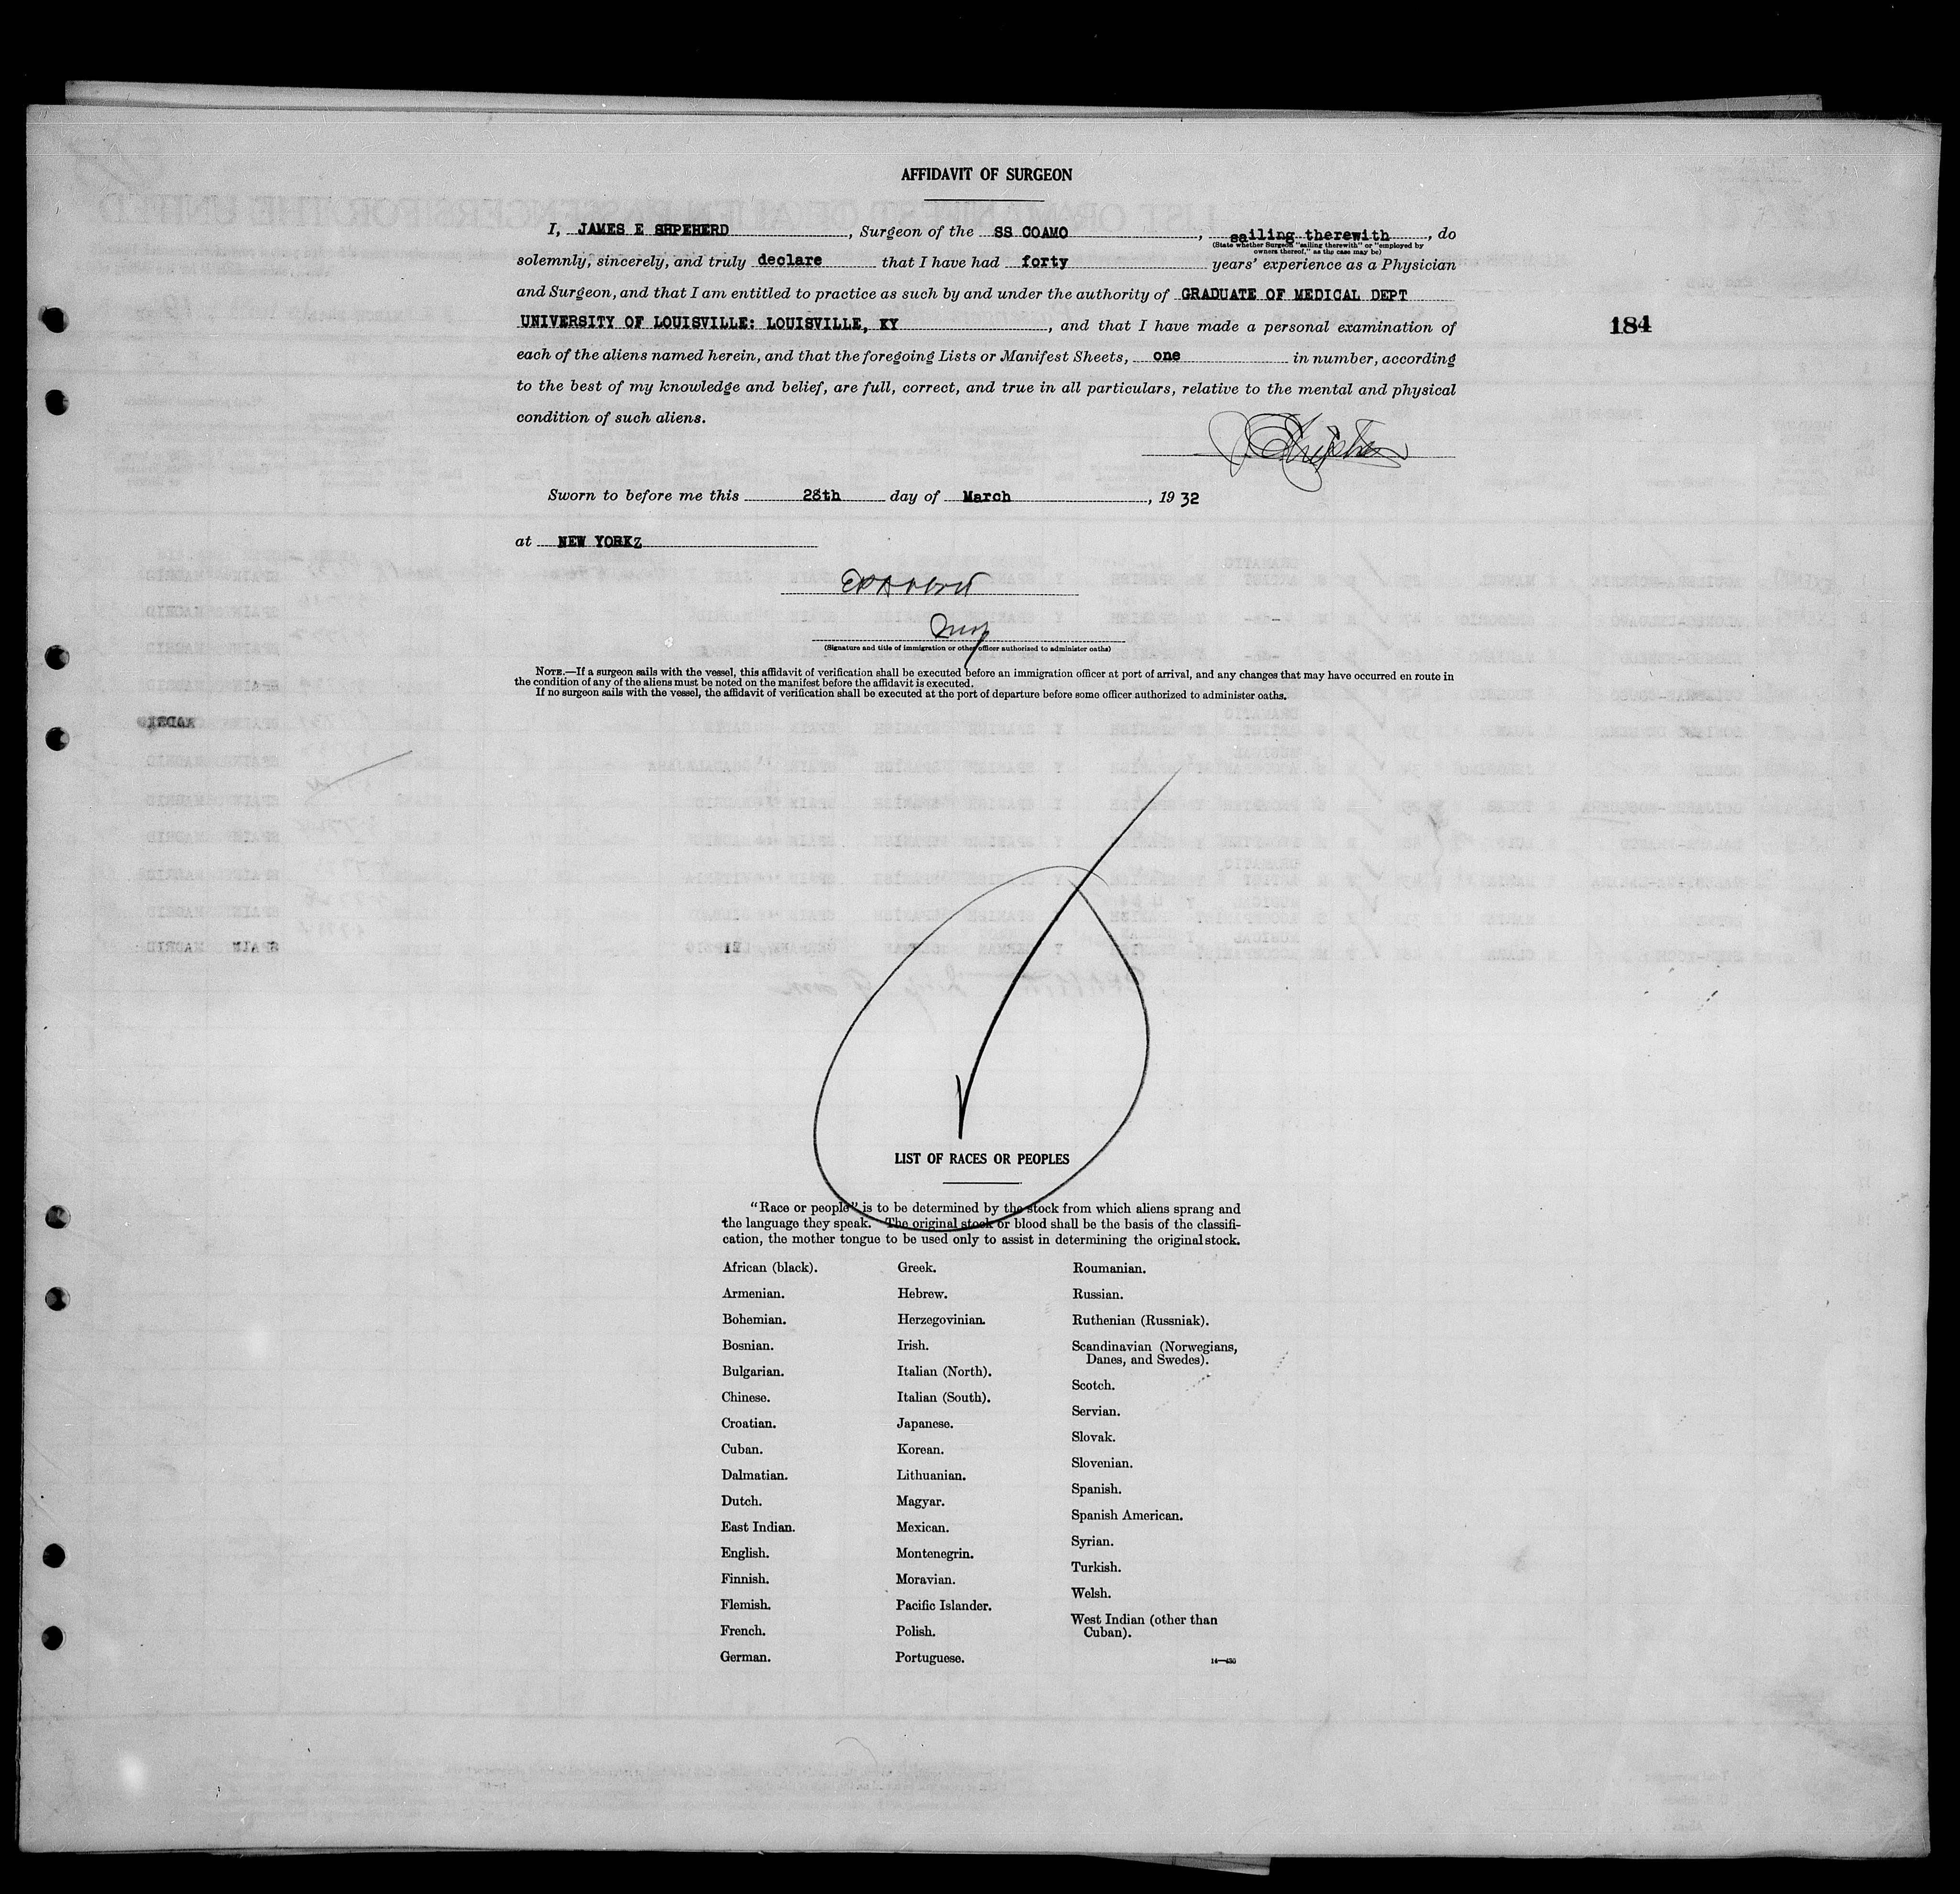 AFFIDAVIT OF SURGEON
I, JAMES E SHPEHERD, Surgeon of the SS COAMO, sailing therewith, do
(State whether Surgeon "sailing therewith" or "employed by
owners thereof," as the case may be)
solemnly, sincerely, and truly declare that I have had forty years' experience as a Physician
and Surgeon, and that I am entitled to practice as such by and under the authority of GRADUATE OF MEDICAL DEPT
UNIVERSITY OF LOUISVILLE: LOUISVILLE, KY, and that I have made a personal examination of
184
each of the aliens named herein, and that the foregoing Lists or Manifest Sheets, one in number, according
to the best of my knowledge and belief, are full, correct, and true in all particulars, relative to the mental and physical
condition of such aliens.
Sworn to before me this 28th day of March, 1932
at NEW YORKZ
(Signature and title of immigration or other officer authorized to administer oaths)
NOTE.—If a surgeon sails with the vessel, this affidavit of verification shall be executed before an immigration officer at port of arrival, and any changes that may have occurred en route in
the condition of any of the aliens must be noted on the manifest before the affidavit is executed.
If no surgeon sails with the vessel, the affidavit of verification shall be executed at the port of departure before some officer authorized to administer oaths.
LIST OF RACES OR PEOPLES
"Race or people" is to be determined by the stock from which aliens sprang and
the language they speak. The original stock or blood shall be the basis of the classifi-
cation, the mother tongue to be used only to assist in determining the original stock.
African (black).
Armenian.
Bohemian.
Bosnian.
Bulgarian.
Chinese.
Croatian.
Cuban.
Dalmatian.
Dutch.
East Indian.
English.
Finnish.
Flemish.
French.
German.
Greek.
Hebrew.
Herzegovinian.
Irish.
Italian (North).
Italian (South).
Japanese.
Korean.
Lithuanian.
Magyar.
Mexican.
Montenegrin.
Moravian.
Pacific Islander.
Polish.
Portuguese.
Roumanian.
Russian.
Ruthenian (Russniak).
Scandinavian (Norwegians,
Danes, and Swedes).
Scotch.
Servian.
Slovak.
Slovenian.
Spanish.
Spanish American.
Syrian.
Turkish.
Welsh.
West Indian (other than
Cuban).
14—430